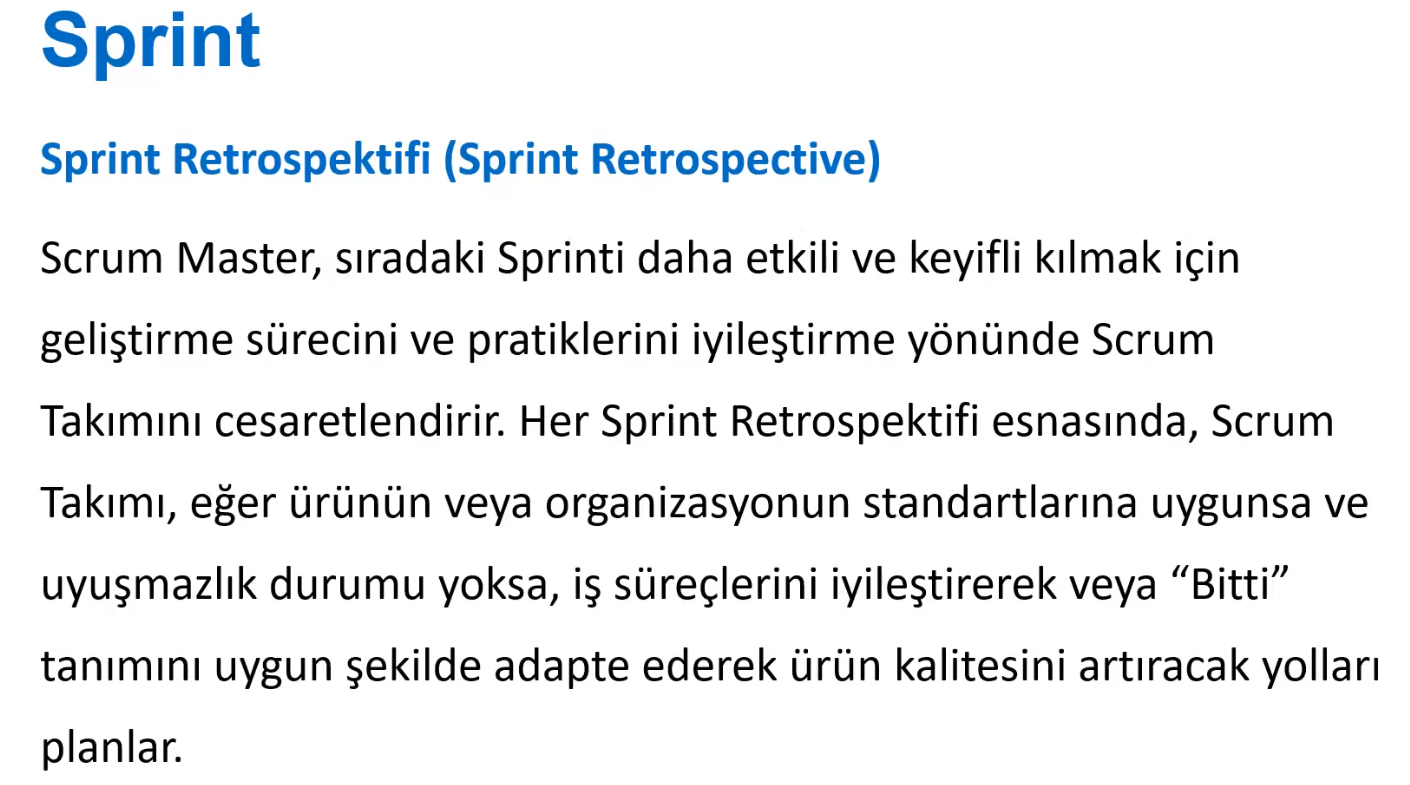 Sprint
Sprint Retrospektifi (Sprint Retrospective)
Scrum Master, sıradaki Sprinti daha etkili ve keyifli kılmak için
geliştirme sürecini ve pratiklerini iyileştirme yönünde Scrum
Takımını cesaretlendirir. Her Sprint Retrospektifi esnasında, Scrum
Takımı, eğer ürünün veya organizasyonun standartlarına uygunsa ve
uyuşmazlık durumu yoksa, iş süreçlerini iyileştirerek veya “Bitti”
tanımını uygun şekilde adapte ederek ürün kalitesini artıracak yolları
planlar.